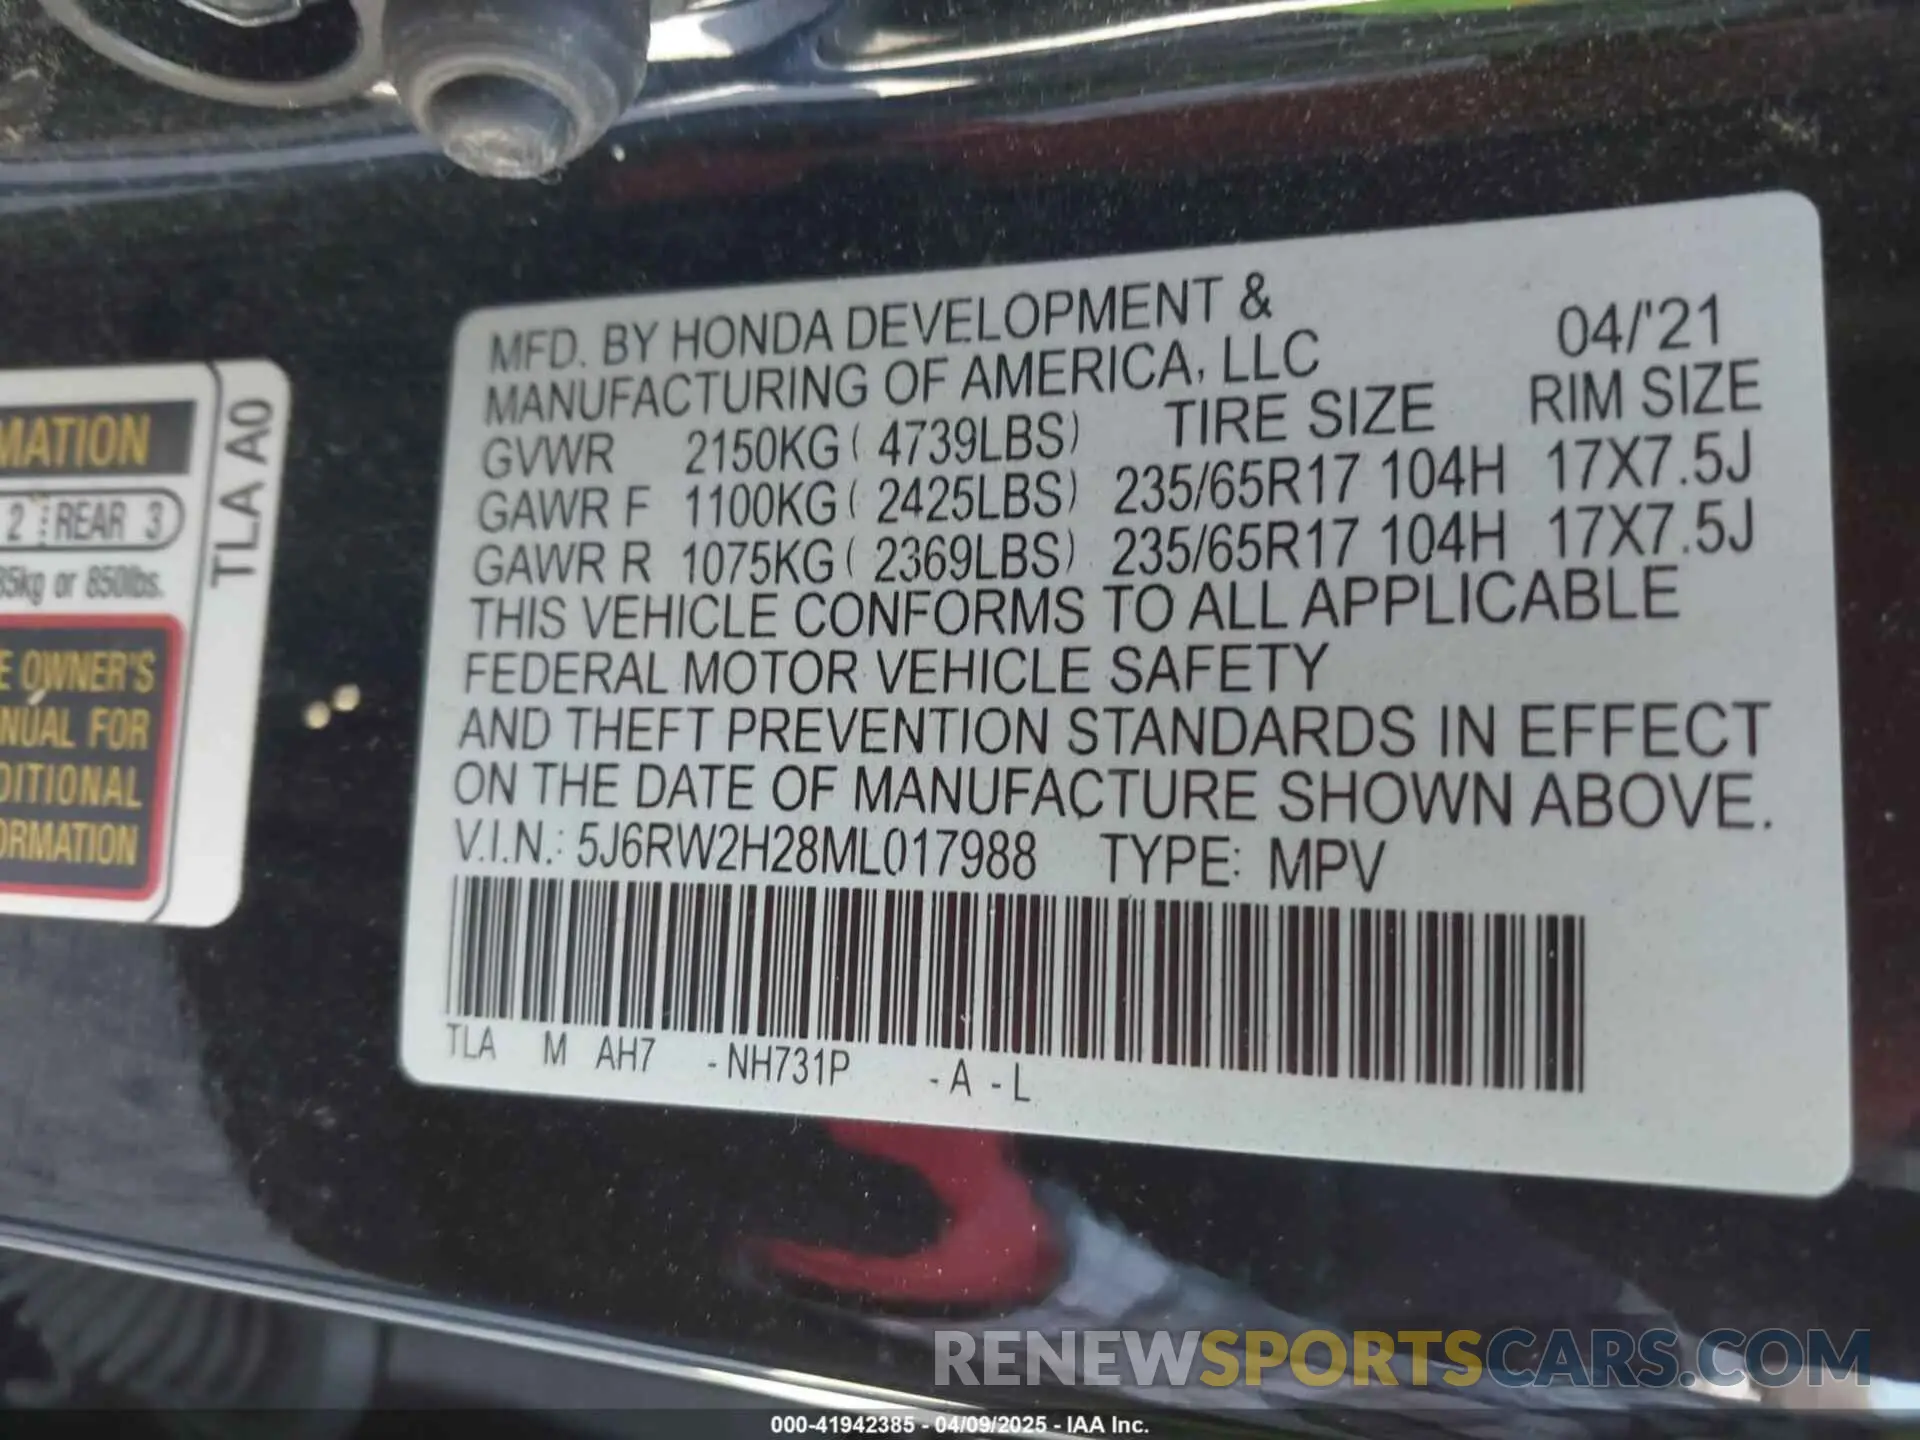 MATION
2 REAR 3
85kg or 850lbs.
E OWNER'S
NUAL FOR
DITIONAL
ORMATION
TLA A0
MFD. BY HONDA DEVELOPMENT &
MANUFACTURING OF AMERICA, LLC 04/'21
GVWR 2150KG ( 4739LBS) TIRE SIZE RIM SIZE
GAWR F 1100KG ( 2425LBS) 235/65R17 104H 17X7.5J
GAWR R 1075KG ( 2369LBS) 235/65R17 104H 17X7.5J
THIS VEHICLE CONFORMS TO ALL APPLICABLE
FEDERAL MOTOR VEHICLE SAFETY
AND THEFT PREVENTION STANDARDS IN EFFECT
ON THE DATE OF MANUFACTURE SHOWN ABOVE.
V.I.N.: 5J6RW2H28ML017988 TYPE: MPV
TLA M AH7 - NH731P - A - L
RENEWSPORTSCARS.COM
000-41942385 - 04/09/2025 - IAA Inc.